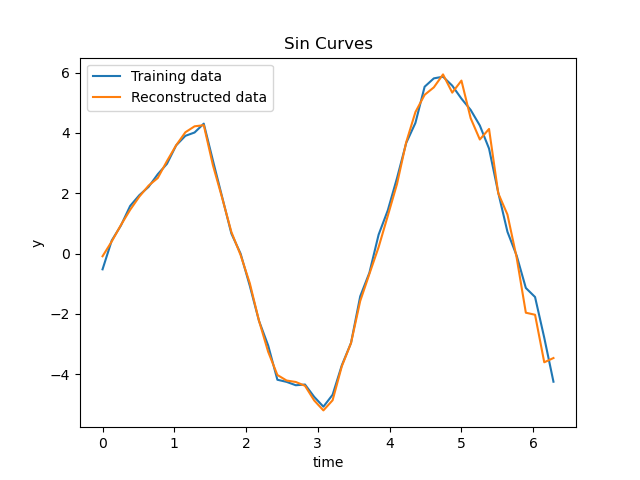 Sin Curves
Training data
Reconstructed data
y
6
4
2
0
−2
−4
0 1 2 3 4 5 6
time